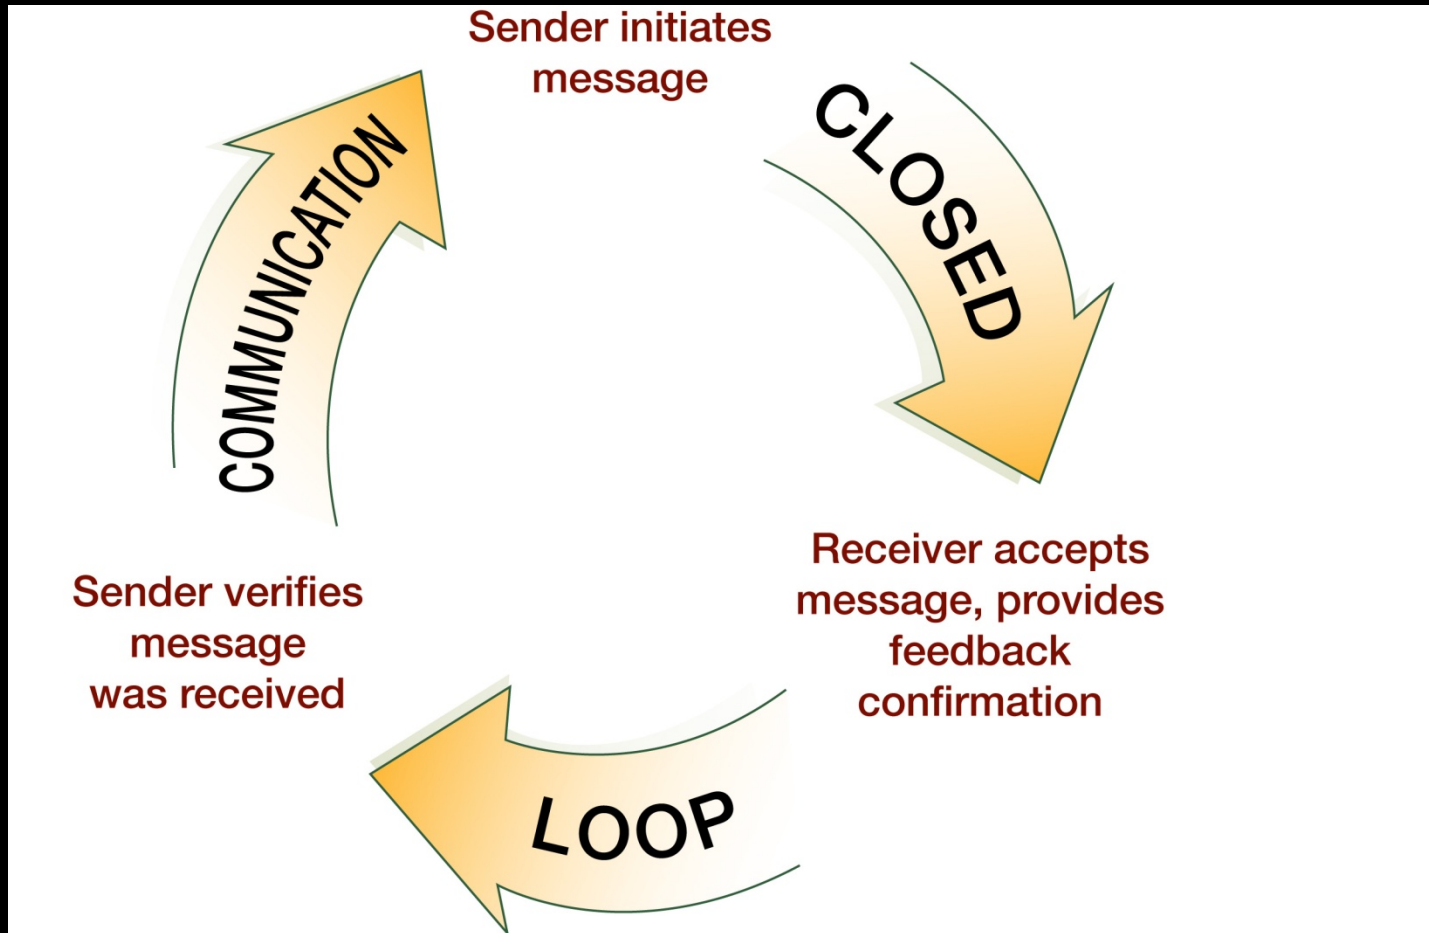 Sender initiates
message
CLOSED
Receiver accepts
message, provides
feedback
confirmation
LOOP
Sender verifies
message
was received
COMMUNICATION